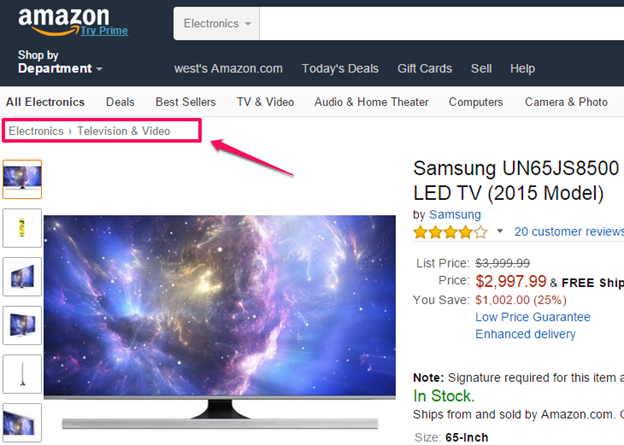 amazon
Try Prime
Electronics
Shop by
Department
west's Amazon.com Today's Deals Gift Cards Sell Help
All Electronics Deals Best Sellers TV & Video Audio & Home Theater Computers Camera & Photo
Electronics › Television & Video
Samsung UN65JS8500
LED TV (2015 Model)
by Samsung
20 customer reviews
List Price: $3,999.99
Price: $2,997.99 & FREE Ship
You Save: $1,002.00 (25%)
Low Price Guarantee
Enhanced delivery
Note: Signature required for this item a
In Stock.
Ships from and sold by Amazon.com.
Size: 65-Inch